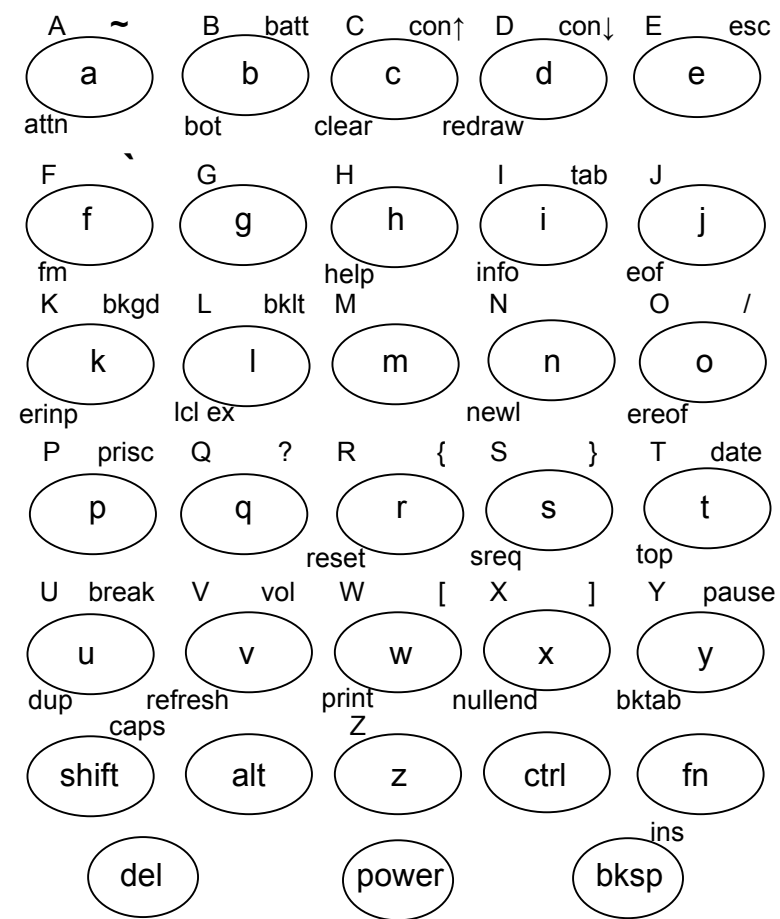 A ~ B batt C con↑ D con↓ E esc
a b c d e
attn bot clear redraw
F ` G H I tab J
f g h i j
fm help info eof
K bkgd L bklt M N O /
k l m n o
erinp lcl ex newl ereof
P prisc Q ? R { S } T date
p q r s t
reset sreq top
U break V vol W [ X ] Y pause
u v w x y
dup refresh print nullend bktab
caps Z
shift alt z ctrl fn
ins
del power bksp